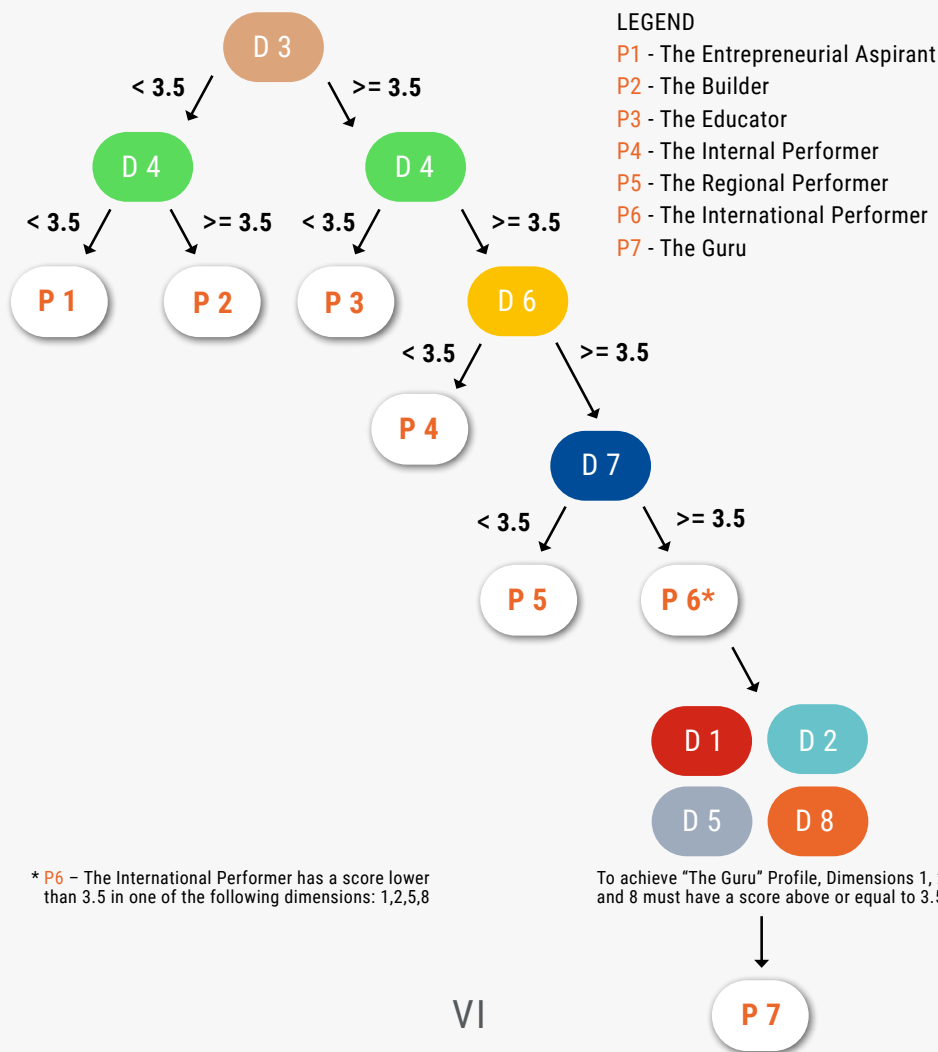 D 3
LEGEND
P1 - The Entrepreneurial Aspirant
P2 - The Builder
P3 - The Educator
P4 - The Internal Performer
P5 - The Regional Performer
P6 - The International Performer
P7 - The Guru
< 3.5
>= 3.5
D 4
D 4
< 3.5
>= 3.5
< 3.5
>= 3.5
P 1
P 2
P 3
D 6
< 3.5
>= 3.5
P 4
D 7
< 3.5
>= 3.5
P 5
P 6*
D 1
D 2
D 5
D 8
* P6 – The International Performer has a score lower
than 3.5 in one of the following dimensions: 1,2,5,8
To achieve “The Guru” Profile, Dimensions 1,
and 8 must have a score above or equal to 3.5
VI
P 7